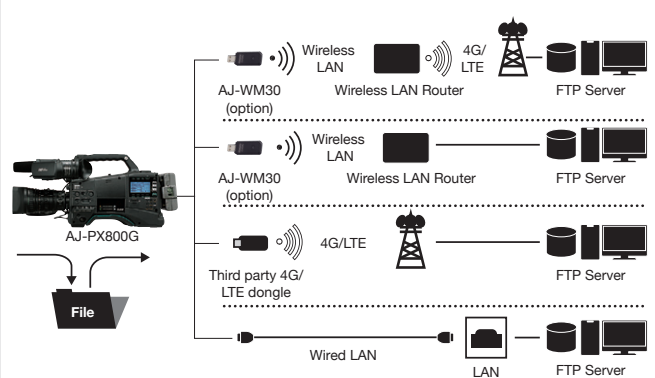 Wireless
LAN
4G/
LTE
AJ-WM30
(option)
Wireless LAN Router
FTP Server
Wireless
LAN
AJ-WM30
(option)
Wireless LAN Router
FTP Server
AJ-PX800G
4G/LTE
Third party 4G/
LTE dongle
FTP Server
File
Wired LAN
LAN
FTP Server